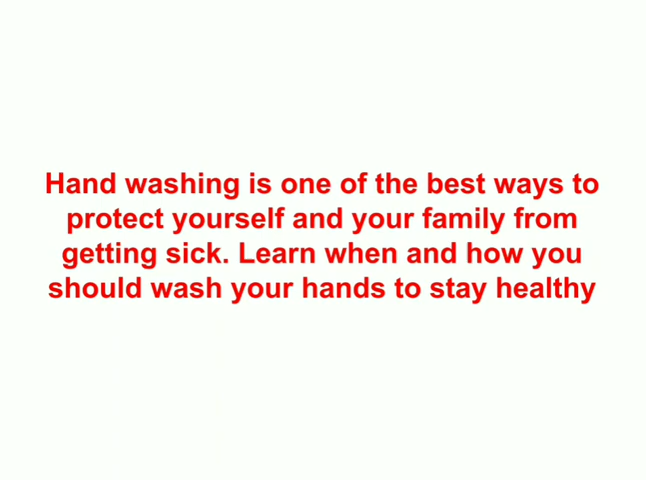 Hand washing is one of the best ways to
protect yourself and your family from
getting sick. Learn when and how you
should wash your hands to stay healthy